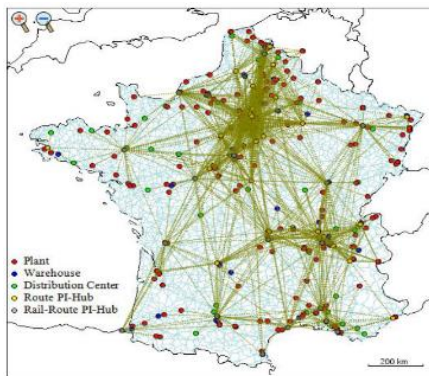 Plant
Warehouse
Distribution Center
Route PI-Hub
Rail-Route PI-Hub
200 km